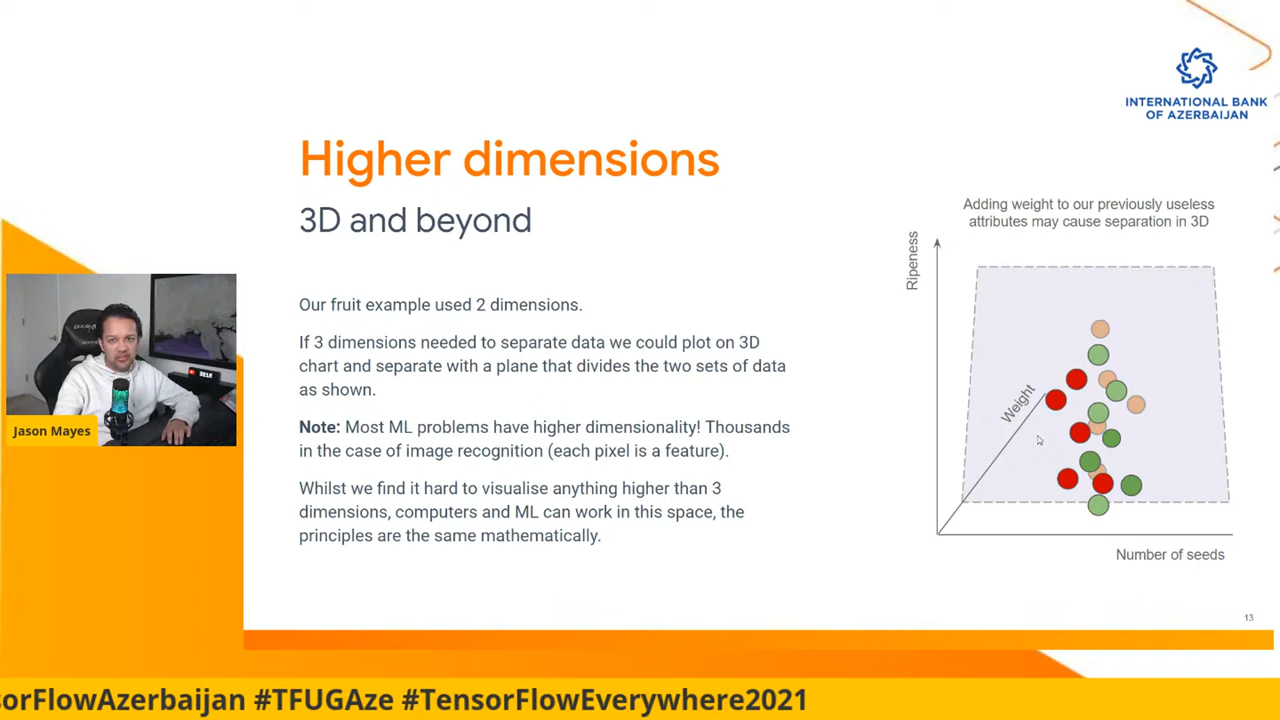 INTERNATIONAL BANK
OF AZERBAIJAN
Higher dimensions
3D and beyond
Our fruit example used 2 dimensions.
If 3 dimensions needed to separate data we could plot on 3D
chart and separate with a plane that divides the two sets of data
as shown.
Note: Most ML problems have higher dimensionality! Thousands
in the case of image recognition (each pixel is a feature).
Whilst we find it hard to visualise anything higher than 3
dimensions, computers and ML can work in this space, the
principles are the same mathematically.
Adding weight to our previously useless
attributes may cause separation in 3D
Ripeness
Weight
Number of seeds
13
Jason Mayes
sorFlowAzerbaijan #TFUGAze #TensorFlowEverywhere2021